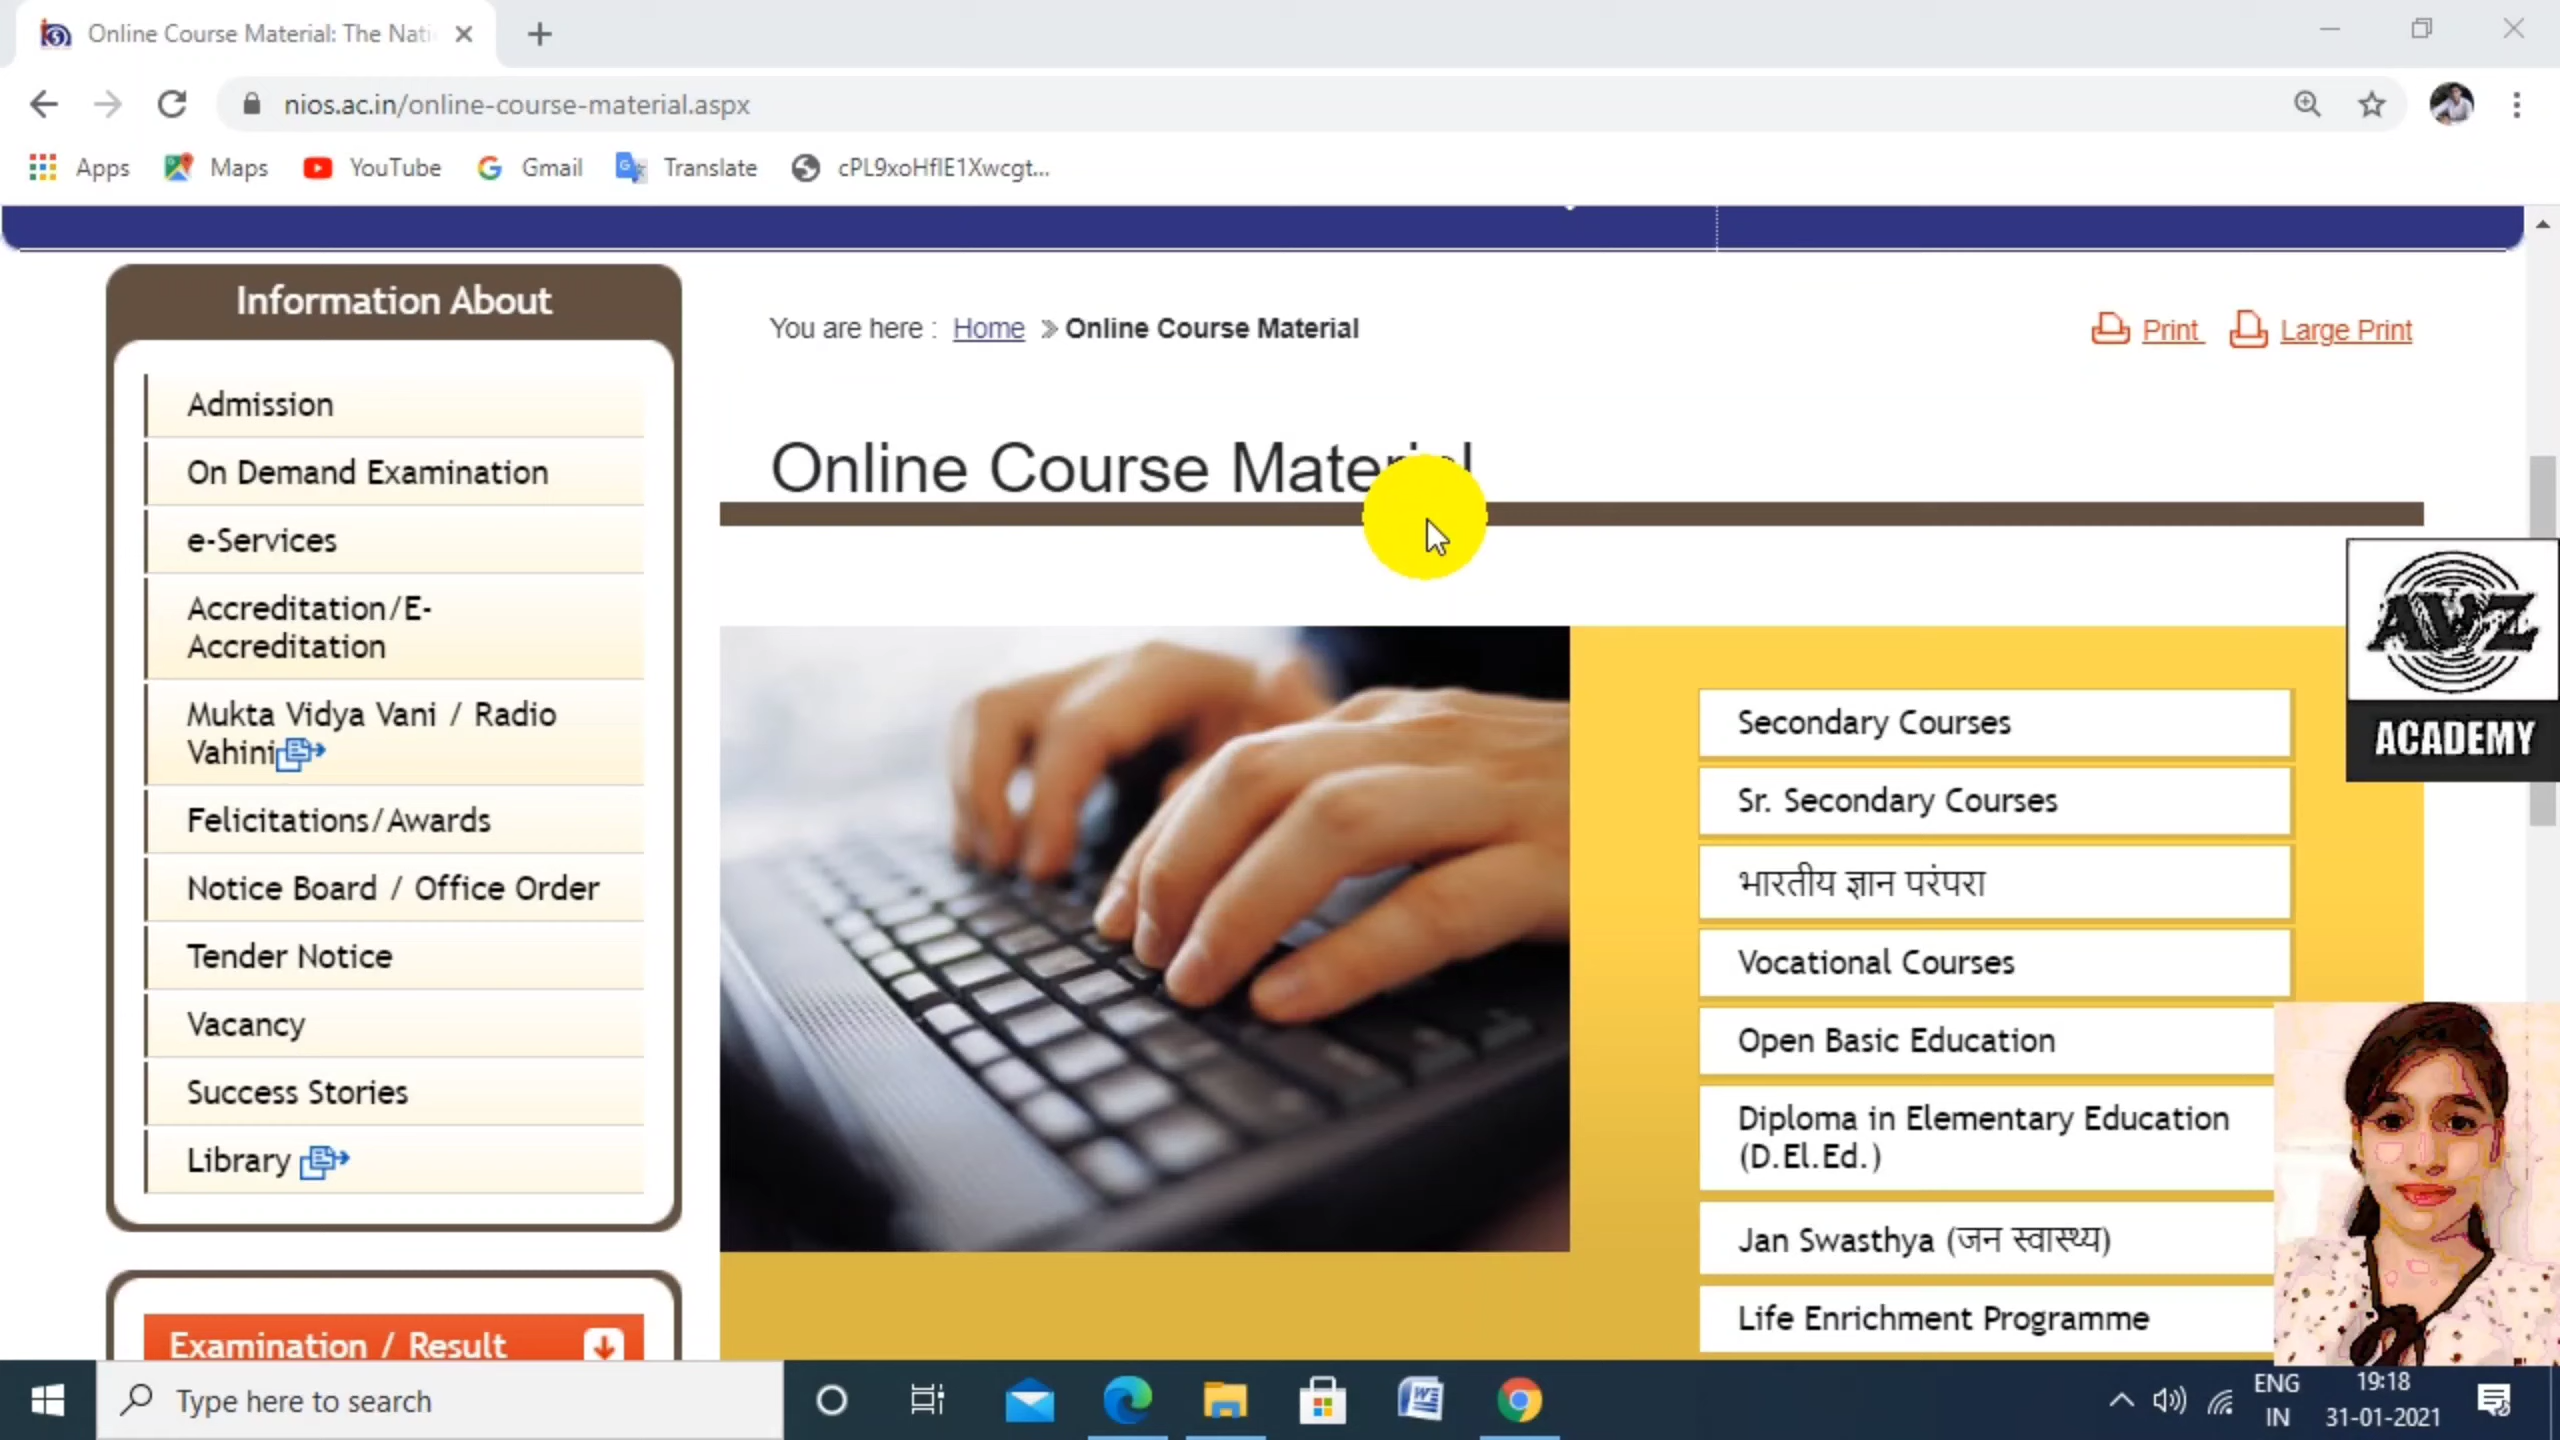 Online Course Material: The Nati
nios.ac.in/online-course-material.aspx
Apps
Maps
YouTube
Gmail
Translate
cPL9xoHflE1Xwcgt...
Information About
Admission
On Demand Examination
e-Services
Accreditation/E-
Accreditation
Mukta Vidya Vani / Radio
Vahini
Felicitations/Awards
Notice Board / Office Order
Tender Notice
Vacancy
Success Stories
Library
Examination / Result
You are here : Home » Online Course Material
Print
Large Print
Online Course Material
Secondary Courses
Sr. Secondary Courses
भारतीय ज्ञान परंपरा
Vocational Courses
Open Basic Education
Diploma in Elementary Education
(D.El.Ed.)
Jan Swasthya (जन स्वास्थ्य)
Life Enrichment Programme
AWZ
ACADEMY
Type here to search
ENG
IN
19:18
31-01-2021